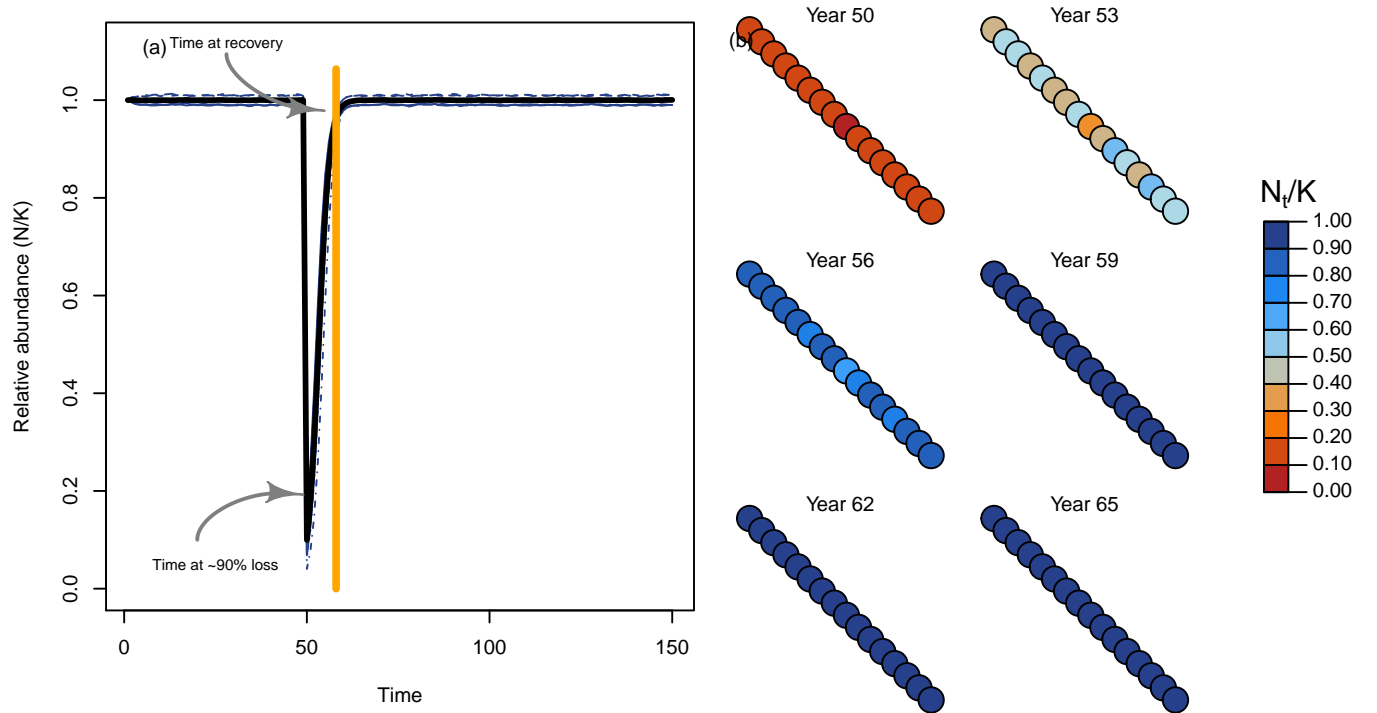 (a) Time at recovery
Relative abundance (N/K)
1.0
0.8
0.6
0.4
0.2
0.0
Time at ~90% loss
0 50 100 150
Time
(b)
Year 50 Year 53
Year 56 Year 59
Year 62 Year 65
Nt/K
1.00
0.90
0.80
0.70
0.60
0.50
0.40
0.30
0.20
0.10
0.00